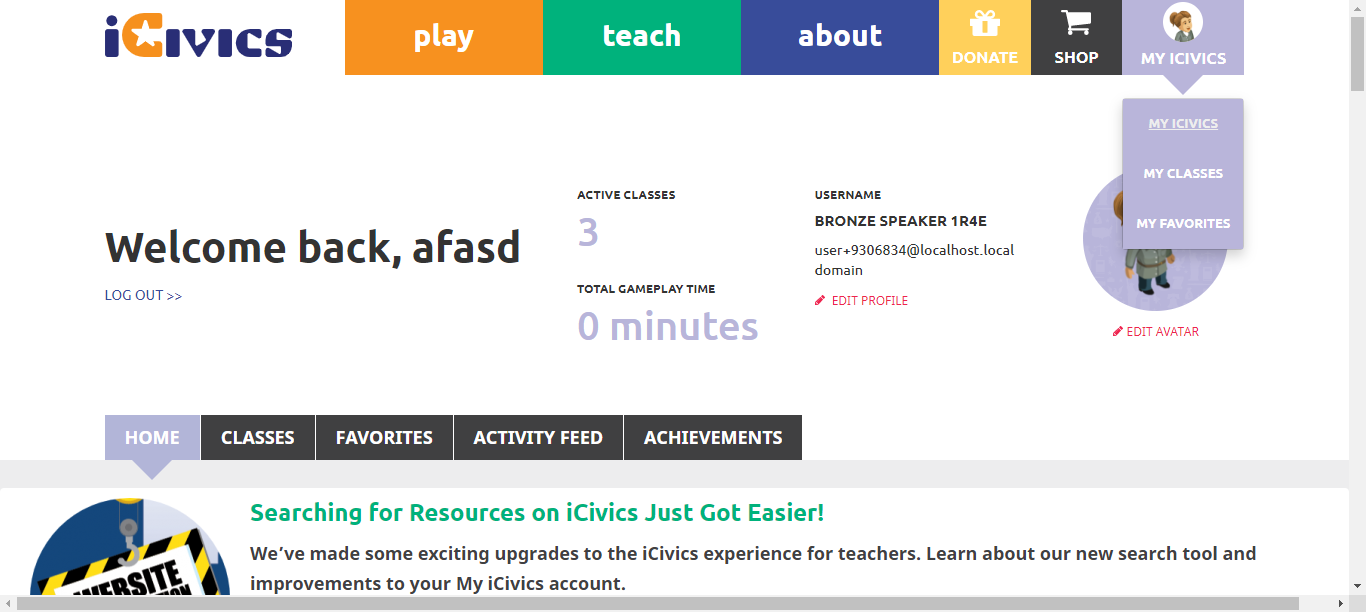 iCivics
play
teach
about
DONATE
SHOP
MY ICIVICS
MY ICIVICS
MY CLASSES
MY FAVORITES
Welcome back, afasd
LOG OUT >>
ACTIVE CLASSES
3
TOTAL GAMEPLAY TIME
0 minutes
USERNAME
BRONZE SPEAKER 1R4E
user+9306834@localhost.local
domain
EDIT PROFILE
EDIT AVATAR
HOME
CLASSES
FAVORITES
ACTIVITY FEED
ACHIEVEMENTS
Searching for Resources on iCivics Just Got Easier!
We've made some exciting upgrades to the iCivics experience for teachers. Learn about our new search tool and
improvements to your My iCivics account.